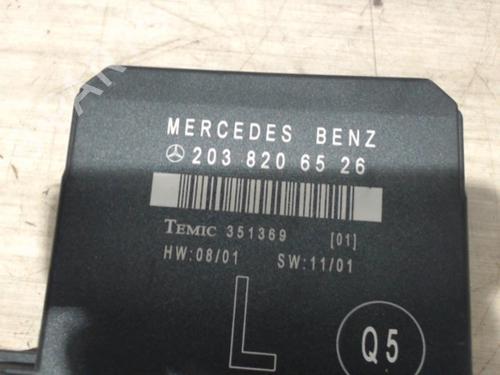 MERCEDES BENZ
203 820 65 26
TEMIC 351369 [01]
HW:08/01 SW:11/01
L
Q5